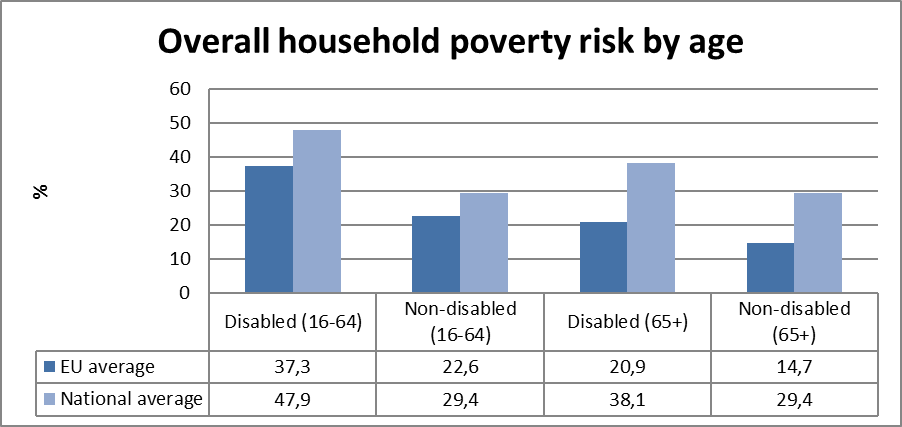 Overall household poverty risk by age
60
50
40
30
20
10
0
%
Disabled (16-64) Non-disabled (16-64) Disabled (65+) Non-disabled (65+)
EU average 37,3 22,6 20,9 14,7
National average 47,9 29,4 38,1 29,4